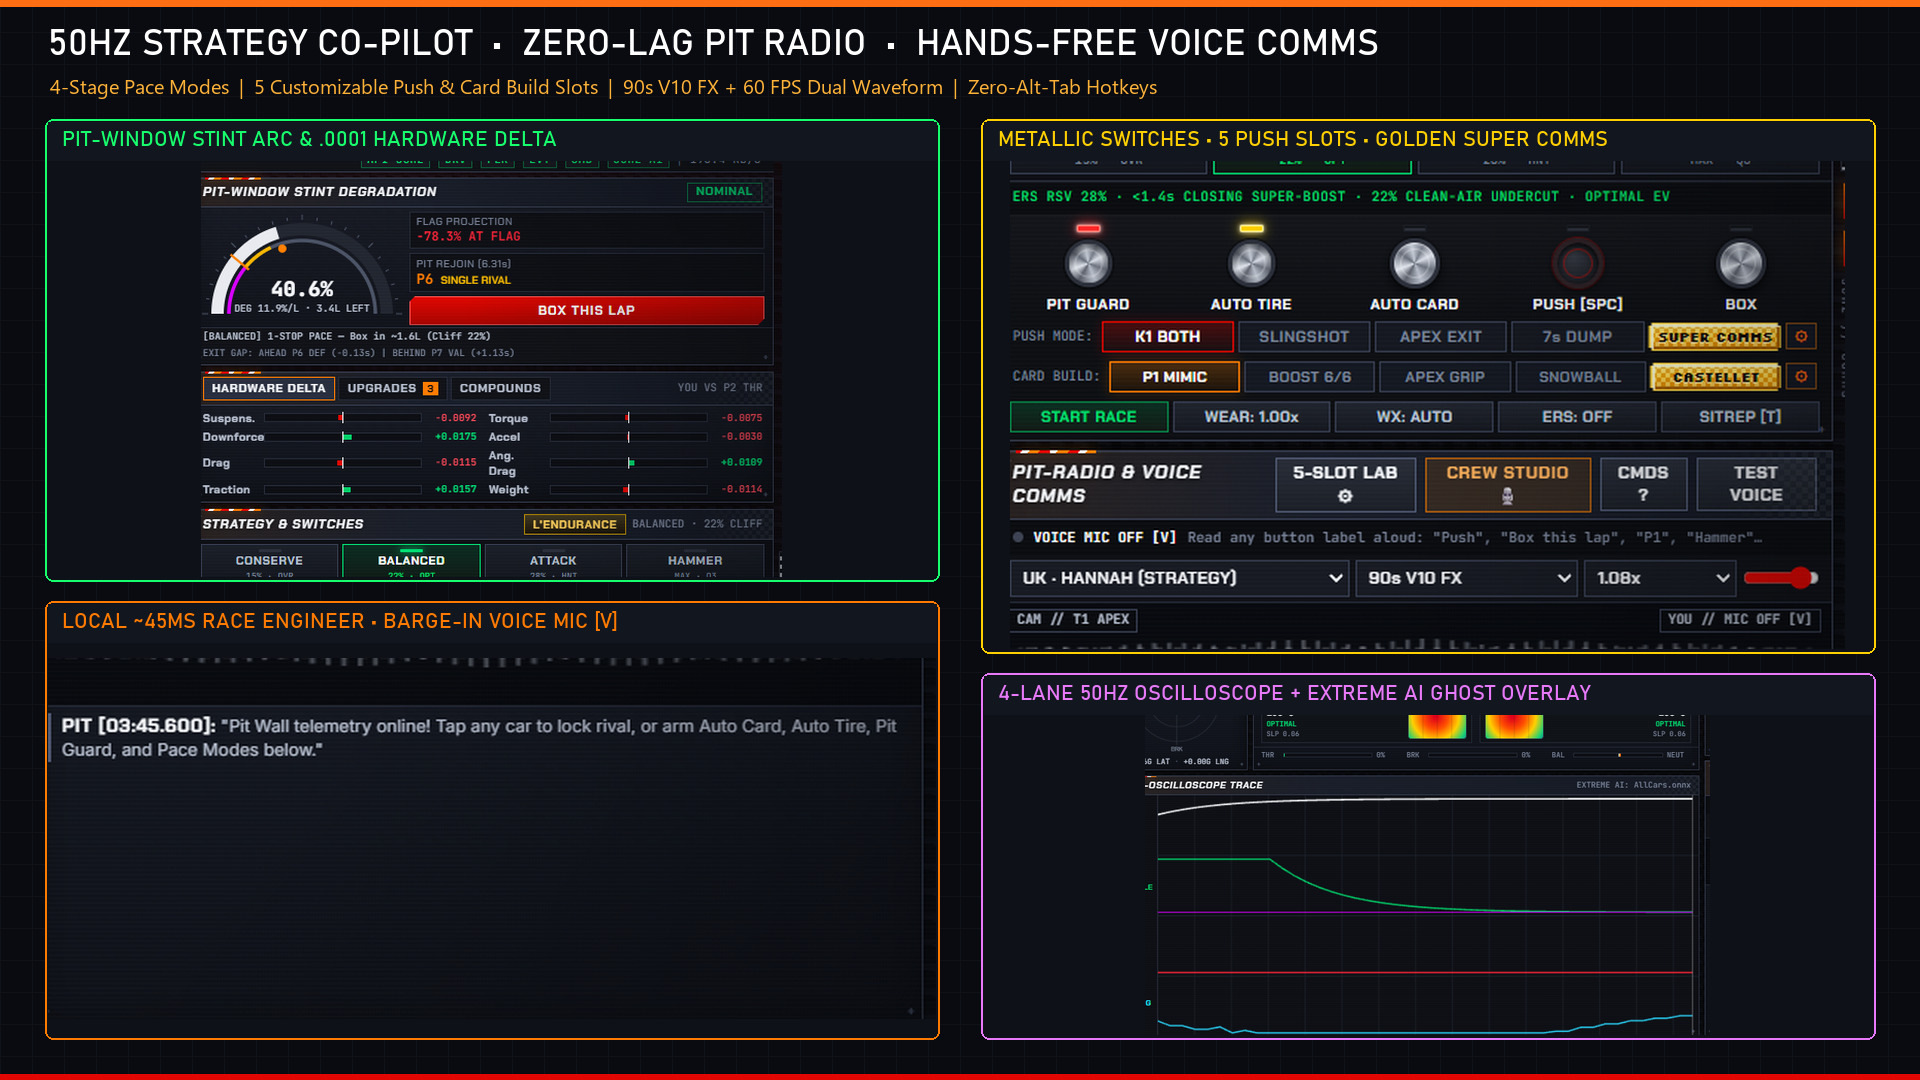 50HZ STRATEGY CO-PILOT · ZERO-LAG PIT RADIO · HANDS-FREE VOICE COMMS
4-Stage Pace Modes | 5 Customizable Push & Card Build Slots | 90s V10 FX + 60 FPS Dual Waveform | Zero-Alt-Tab Hotkeys
PIT-WINDOW STINT ARC & .0001 HARDWARE DELTA
PIT-WINDOW STINT DEGRADATION NOMINAL
FLAG PROJECTION
-78.3% AT FLAG
PIT REJOIN (6.31s)
P6 SINGLE RIVAL
40.6%
DEG 11.9%/L · 3.4L LEFT
BOX THIS LAP
[BALANCED] 1-STOP PACE — Box in ~1.6L (Cliff 22%)
EXIT GAP: AHEAD P6 DEF (-0.13s) | BEHIND P7 VAL (+1.13s)
HARDWARE DELTA UPGRADES 3 COMPOUNDS YOU VS P2 THR
Suspens. -0.0092 Torque -0.0075
Downforce +0.0175 Accel -0.0030
Drag -0.0115 Ang. Drag +0.0109
Traction +0.0157 Weight -0.0114
STRATEGY & SWITCHES L'ENDURANCE BALANCED · 22% CLIFF
CONSERVE BALANCED ATTACK HAMMER
METALLIC SWITCHES · 5 PUSH SLOTS · GOLDEN SUPER COMMS
ERS RSV 28% · <1.4s CLOSING SUPER-BOOST · 22% CLEAN-AIR UNDERCUT · OPTIMAL EV
PIT GUARD AUTO TIRE AUTO CARD PUSH [SPC] BOX
PUSH MODE: K1 BOTH SLINGSHOT APEX EXIT 7s DUMP SUPER COMMS
CARD BUILD: P1 MIMIC BOOST 6/6 APEX GRIP SNOWBALL CASTELLET
START RACE WEAR: 1.00x WX: AUTO ERS: OFF SITREP [T]
PIT-RADIO & VOICE COMMS
5-SLOT LAB CREW STUDIO CMDS ? TEST VOICE
VOICE MIC OFF [V] Read any button label aloud: "Push", "Box this lap", "P1", "Hammer"…
UK · HANNAH (STRATEGY) 90s V10 FX 1.08x
CAM // T1 APEX YOU // MIC OFF [V]
LOCAL ~45MS RACE ENGINEER · BARGE-IN VOICE MIC [V]
PIT [03:45.600]: "Pit Wall telemetry online! Tap any car to lock rival, or arm Auto Card, Auto Tire, Pit
Guard, and Pace Modes below."
4-LANE 50HZ OSCILLOSCOPE + EXTREME AI GHOST OVERLAY
OPTIMAL OPTIMAL
SLP 0.06 SLP 0.06
BRK
G LAT · +0.00G LNG
THR 0% BRK 0% BAL NEUT
-OSCILLOSCOPE TRACE EXTREME AI: AllCars.onnx
LE
G